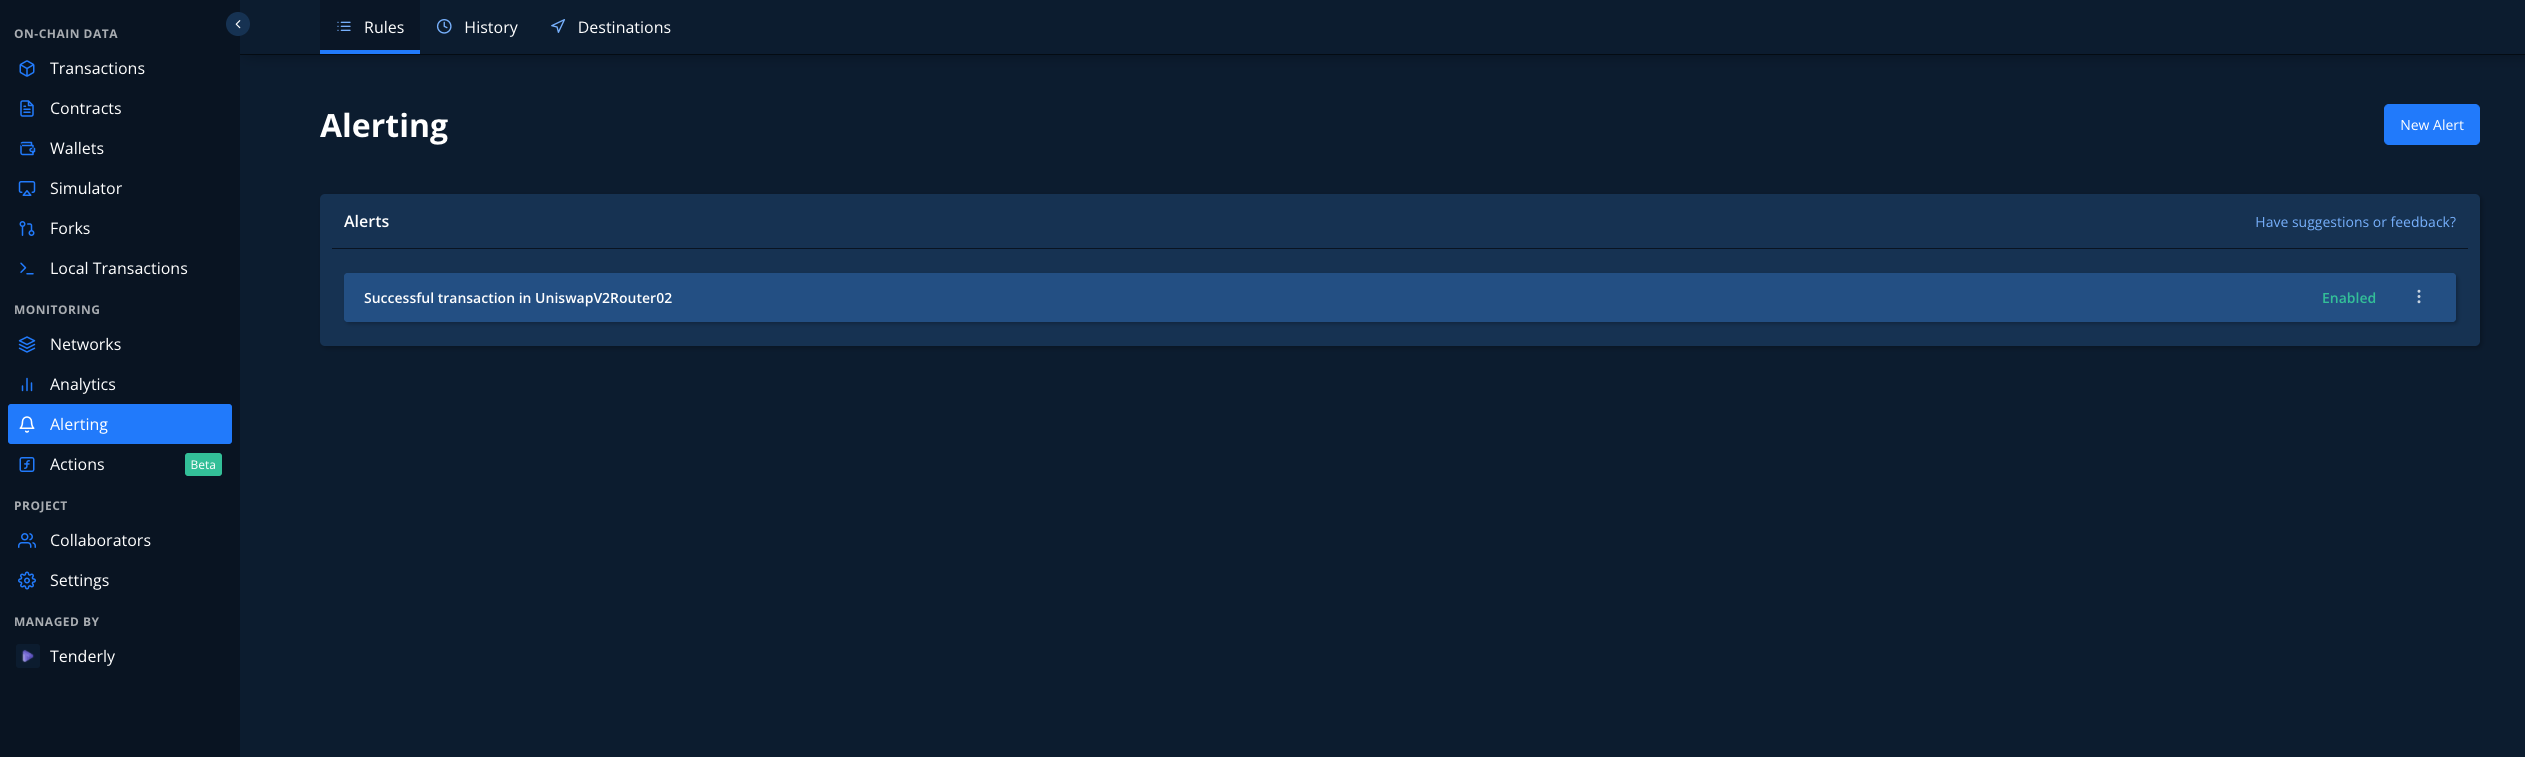 ON-CHAIN DATA
Transactions
Contracts
Wallets
Simulator
Forks
Local Transactions
MONITORING
Networks
Analytics
Alerting
Actions Beta
PROJECT
Collaborators
Settings
MANAGED BY
Tenderly
Rules History Destinations
Alerting New Alert
Alerts Have suggestions or feedback?
Successful transaction in UniswapV2Router02 Enabled